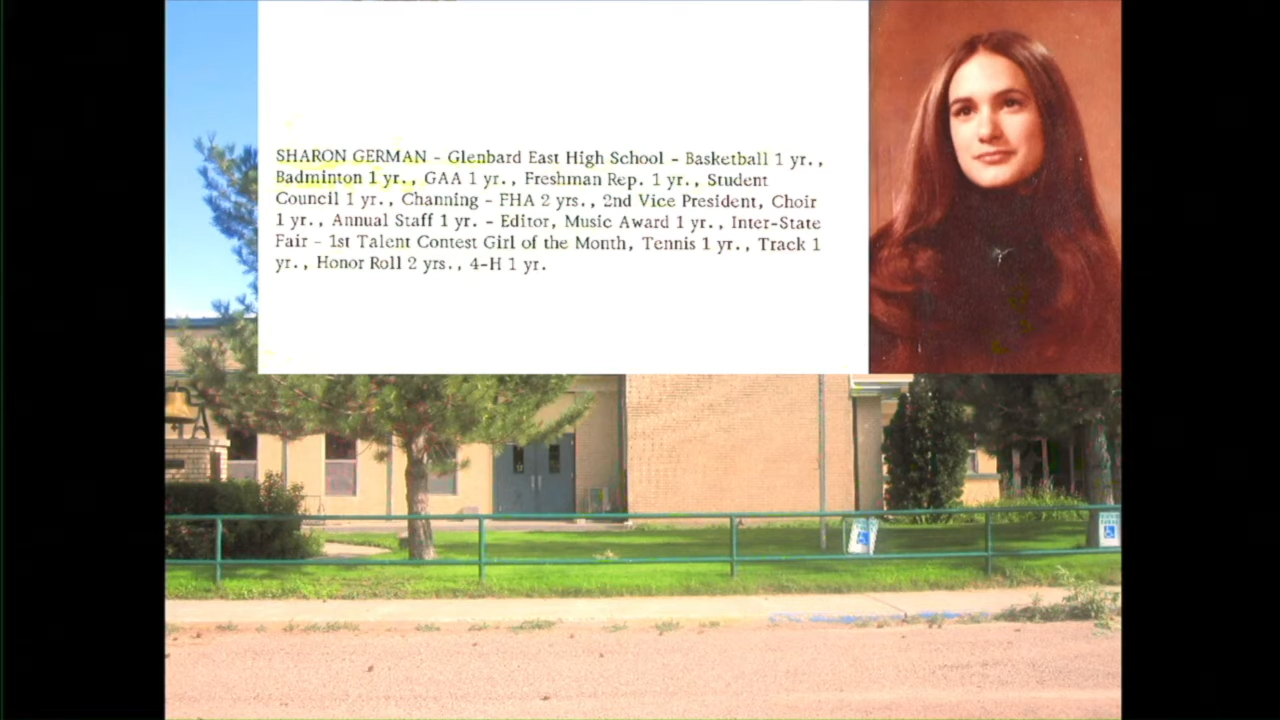 SHARON GERMAN - Glenbard East High School - Basketball 1 yr.,
Badminton 1 yr., GAA 1 yr., Freshman Rep. 1 yr., Student
Council 1 yr., Channing - FHA 2 yrs., 2nd Vice President, Choir
1 yr., Annual Staff 1 yr. - Editor, Music Award 1 yr., Inter-State
Fair - 1st Talent Contest Girl of the Month, Tennis 1 yr., Track 1
yr., Honor Roll 2 yrs., 4-H 1 yr.